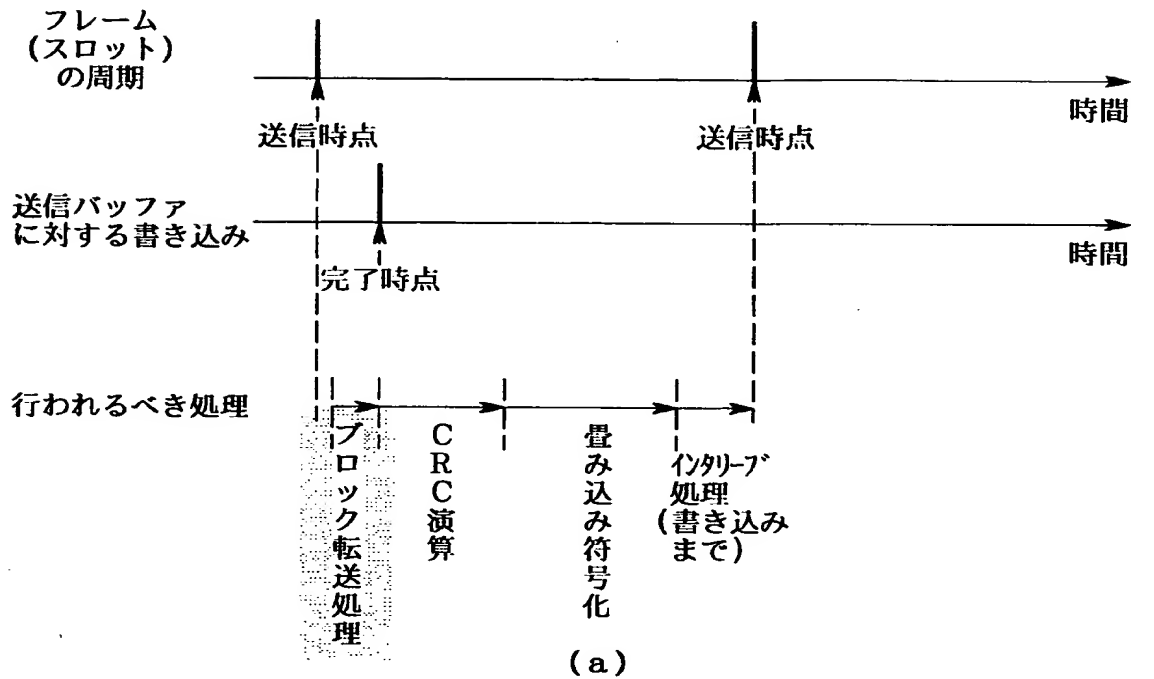 フレーム
(スロット)
の周期
時間
送信時点
送信時点
送信バッファ
に対する書き込み
時間
完了時点
行われるべき処理
ブロック転送処理
CRC演算
畳み込み符号化
インタリーブ
処理
(書き込み
まで)
(a)